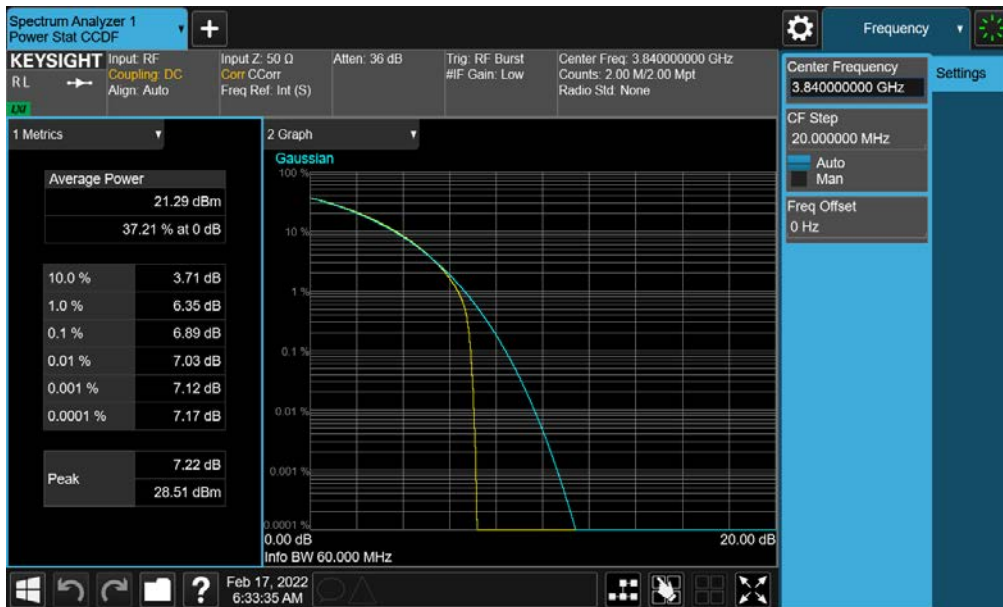 Spectrum Analyzer 1
Power Stat CCDF
Frequency
KEYSIGHT
RL
LXI
Input: RF
Coupling: DC
Align: Auto
Input Z: 50 Ω
Corr CCorr
Freq Ref: Int (S)
Atten: 36 dB
Trig: RF Burst
#IF Gain: Low
Center Freq: 3.840000000 GHz
Counts: 2.00 M/2.00 Mpt
Radio Std: None
Center Frequency
3.840000000 GHz
Settings
CF Step
20.000000 MHz
Auto
Man
Freq Offset
0 Hz
1 Metrics
Average Power
21.29 dBm
37.21 % at 0 dB
10.0 % 3.71 dB
1.0 % 6.35 dB
0.1 % 6.89 dB
0.01 % 7.03 dB
0.001 % 7.12 dB
0.0001 % 7.17 dB
Peak
7.22 dB
28.51 dBm
2 Graph
Gaussian
100 %
10 %
1 %
0.1 %
0.01 %
0.001 %
0.0001 %
0.00 dB 20.00 dB
Info BW 60.000 MHz
?
Feb 17, 2022
6:33:35 AM